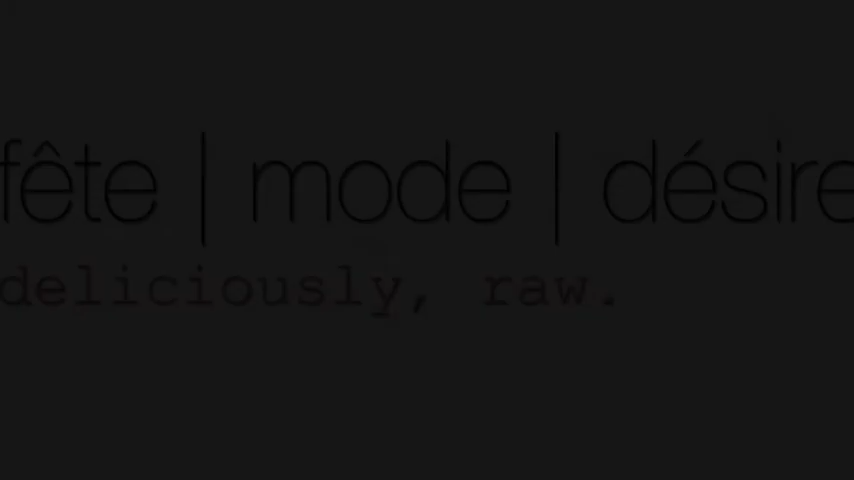 fête | mode | désire
deliciously, raw.